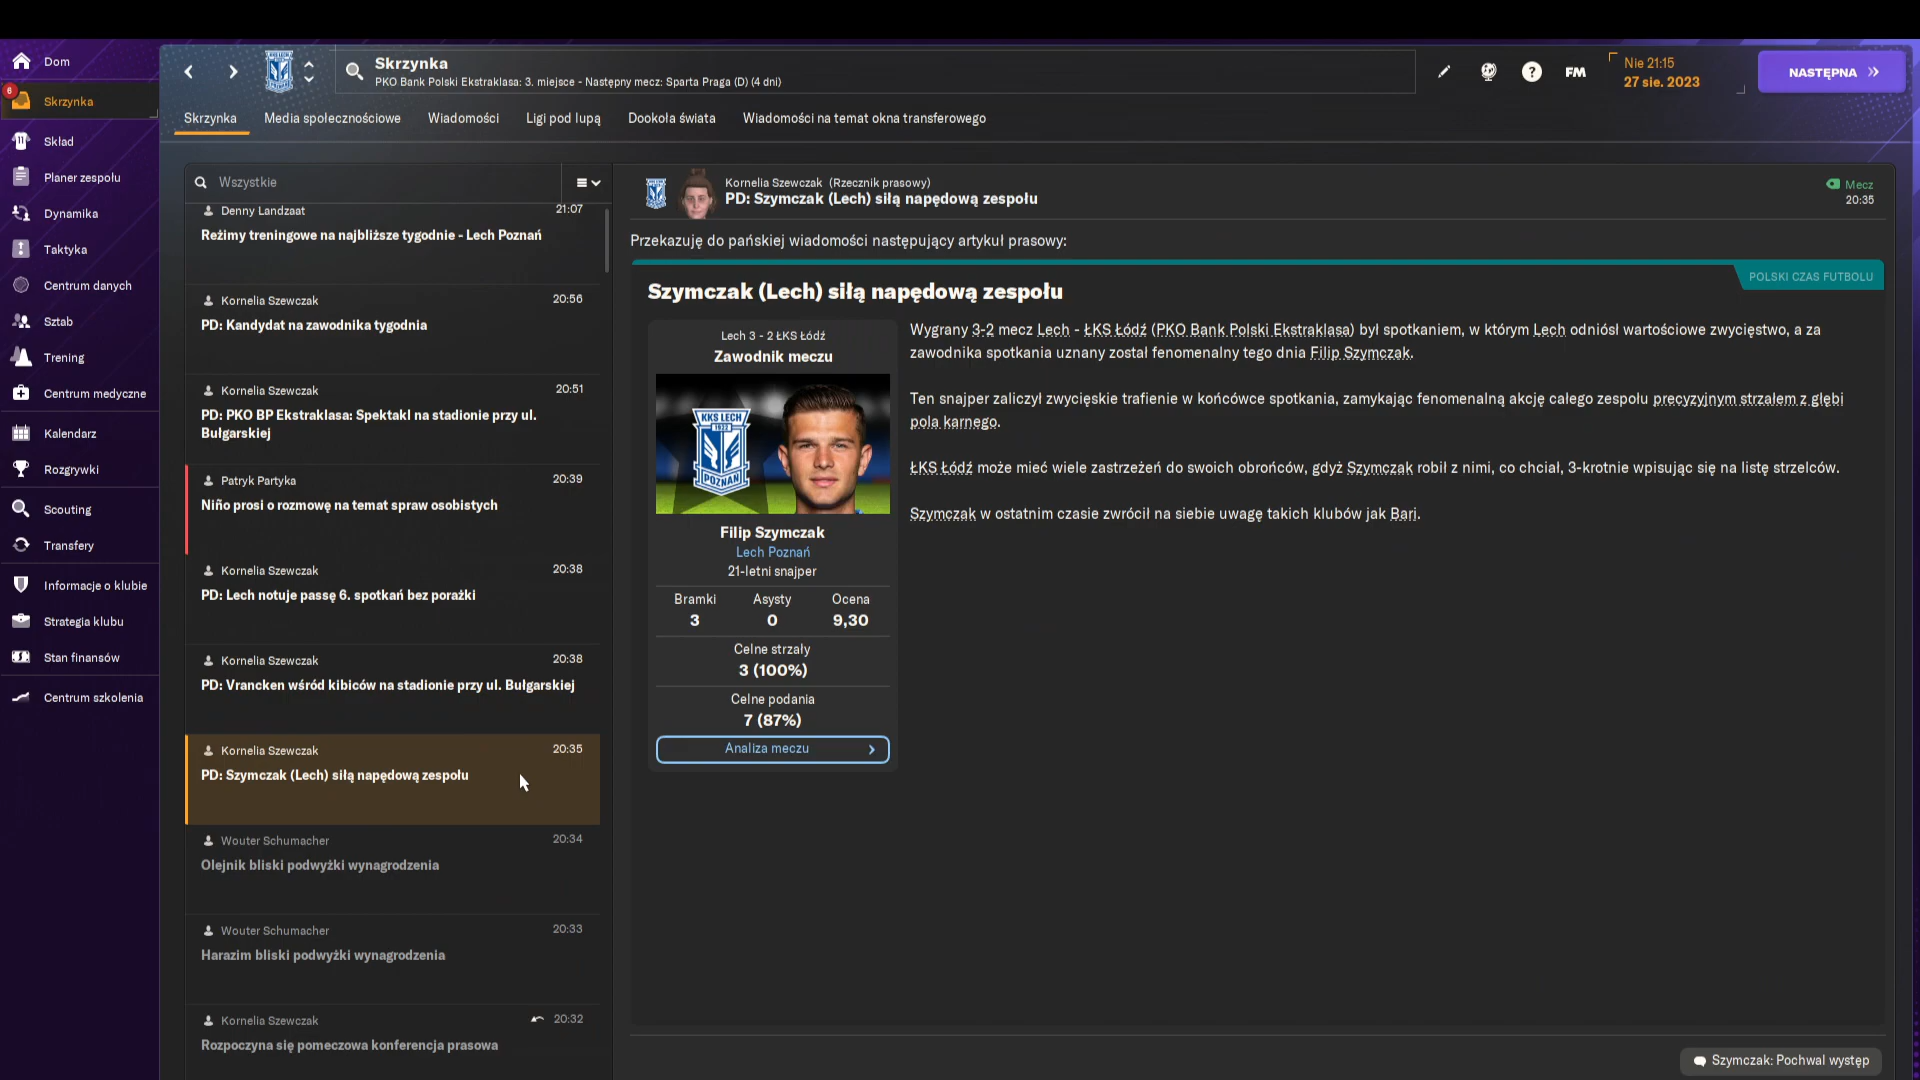 Dom
6
Skrzynka
Skład
Planer zespołu
Dynamika
Taktyka
Centrum danych
Sztab
Trening
Centrum medyczne
Kalendarz
Rozgrywki
Scouting
Transfery
Informacje o klubie
Strategia klubu
Stan finansów
Centrum szkolenia
Skrzynka
PKO Bank Polski Ekstraklasa: 3. miejsce - Następny mecz: Sparta Praga (D) (4 dni)
?
FM
Nie 21:15
27 sie. 2023
NASTĘPNA
Skrzynka
Media społecznościowe
Wiadomości
Ligi pod lupą
Dookoła świata
Wiadomości na temat okna transferowego
Wszystkie
Denny Landzaat 21:07
Reżimy treningowe na najbliższe tygodnie - Lech Poznań
Kornelia Szewczak 20:56
PD: Kandydat na zawodnika tygodnia
Kornelia Szewczak 20:51
PD: PKO BP Ekstraklasa: Spektakl na stadionie przy ul.
Bułgarskiej
Patryk Partyka 20:39
Niño prosi o rozmowę na temat spraw osobistych
Kornelia Szewczak 20:38
PD: Lech notuje passę 6. spotkań bez porażki
Kornelia Szewczak 20:38
PD: Vrancken wśród kibiców na stadionie przy ul. Bułgarskiej
Kornelia Szewczak 20:35
PD: Szymczak (Lech) siłą napędową zespołu
Wouter Schumacher 20:34
Olejnik bliski podwyżki wynagrodzenia
Wouter Schumacher 20:33
Harazim bliski podwyżki wynagrodzenia
Kornelia Szewczak 20:32
Rozpoczyna się pomeczowa konferencja prasowa
Kornelia Szewczak (Rzecznik prasowy)
PD: Szymczak (Lech) siłą napędową zespołu
Mecz
20:35
Przekazuję do pańskiej wiadomości następujący artykuł prasowy:
POLSKI CZAS FUTBOLU
Szymczak (Lech) siłą napędową zespołu
Lech 3 - 2 ŁKS Łódź
Zawodnik meczu
KKS LECH
1922
POZNAŃ
Filip Szymczak
Lech Poznań
21-letni snajper
Bramki Asysty Ocena
3 0 9,30
Celne strzały
3 (100%)
Celne podania
7 (87%)
Analiza meczu
Wygrany 3-2 mecz Lech - ŁKS Łódź (PKO Bank Polski Ekstraklasa) był spotkaniem, w którym Lech odniósł wartościowe zwycięstwo, a za
zawodnika spotkania uznany został fenomenalny tego dnia Filip Szymczak.
Ten snajper zaliczył zwycięskie trafienie w końcówce spotkania, zamykając fenomenalną akcję całego zespołu precyzyjnym strzałem z głębi
pola karnego.
ŁKS Łódź może mieć wiele zastrzeżeń do swoich obrońców, gdyż Szymczak robił z nimi, co chciał, 3-krotnie wpisując się na listę strzelców.
Szymczak w ostatnim czasie zwrócił na siebie uwagę takich klubów jak Bari.
Szymczak: Pochwal występ